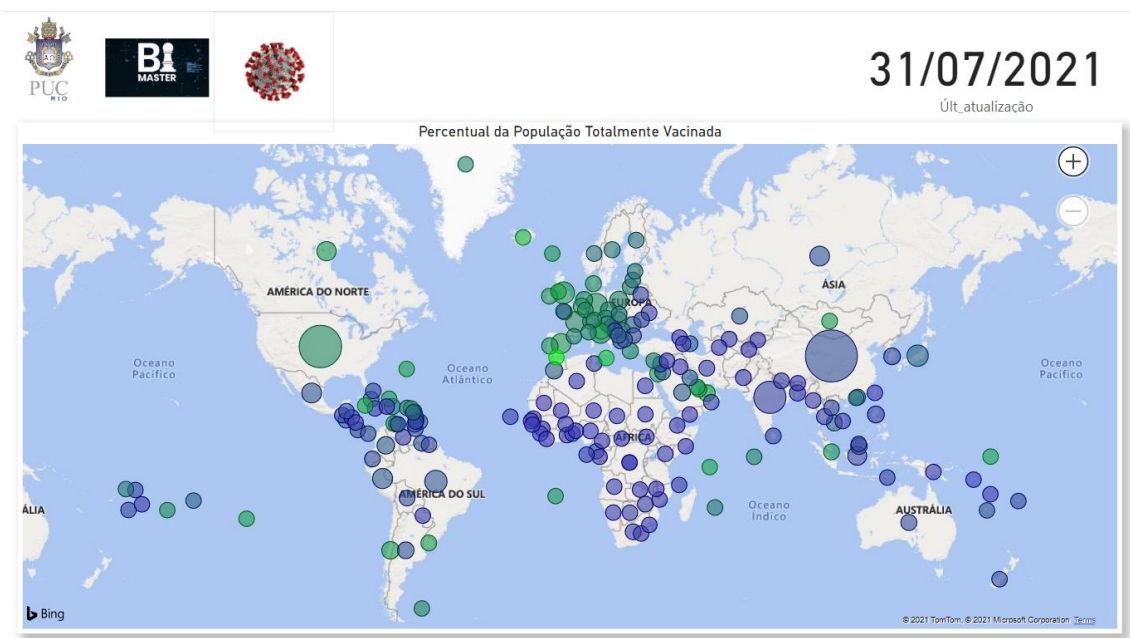 PUC
RIO
BI
MASTER
31/07/2021
Últ_atualização
Percentual da População Totalmente Vacinada
AMÉRICA DO NORTE
EUROPA
ÁSIA
Oceano
Pacífico
Oceano
Atlântico
Oceano
Pacífico
ÁFRICA
AMÉRICA DO SUL
Oceano
Índico
ÁLIA
AUSTRÁLIA
Bing
© 2021 TomTom, © 2021 Microsoft Corporation Terms